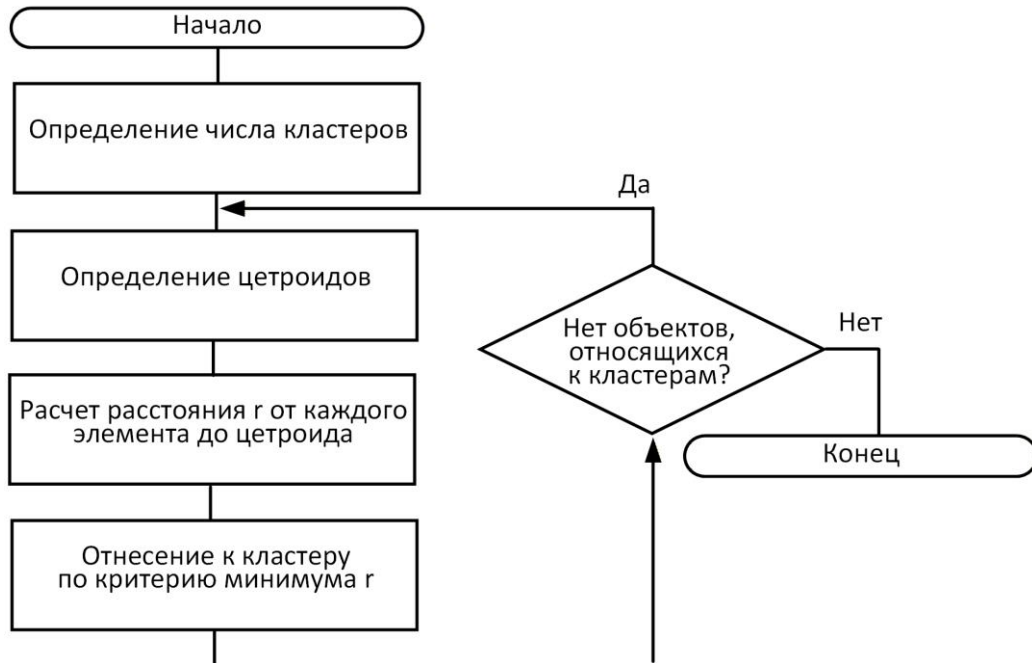 Начало
Определение числа кластеров
Определение цетроидов
Расчет расстояния r от каждого
элемента до цетроида
Отнесение к кластеру
по критерию минимума r
Да
Нет объектов,
относящихся
к кластерам?
Нет
Конец